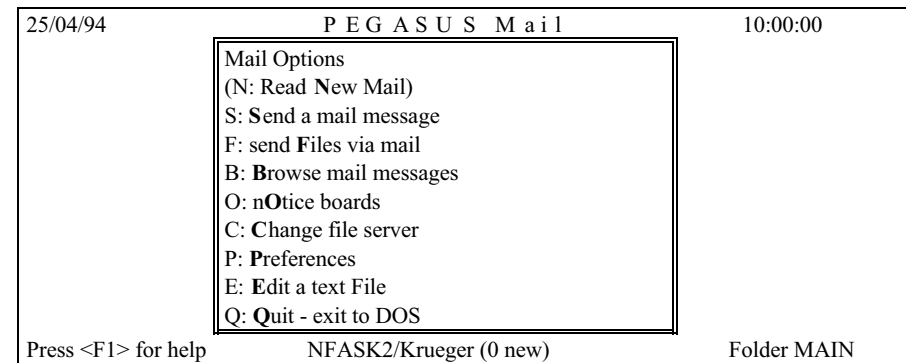 25/04/94 P E G A S U S M a i l 10:00:00
Mail Options
(N: Read New Mail)
S: Send a mail message
F: send Files via mail
B: Browse mail messages
O: nOtice boards
C: Change file server
P: Preferences
E: Edit a text File
Q: Quit - exit to DOS
Press <F1> for help NFASK2/Krueger (0 new) Folder MAIN